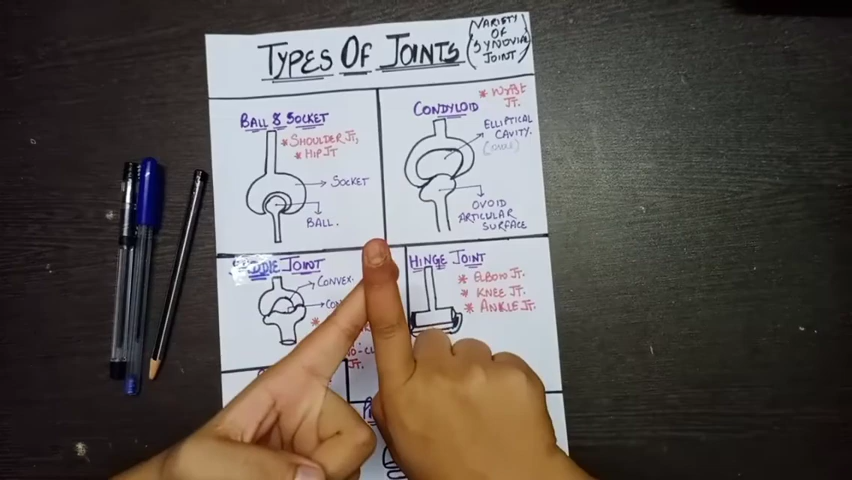 TYPES OF JOINTS
(VARIETY
OF
SYNOVIAL
JOINT)
BALL & SOCKET
* SHOULDER JT,
* HIP JT
SOCKET
BALL.
CONDYLOID
* WRIST
JT.
ELLIPTICAL
CAVITY.
(oval)
OVOID
ARTICULAR
SURFACE
JOINT
CONVEX.
HINGE JOINT
* ELBOW JT.
* KNEE JT.
* ANKLE JT.
JT.